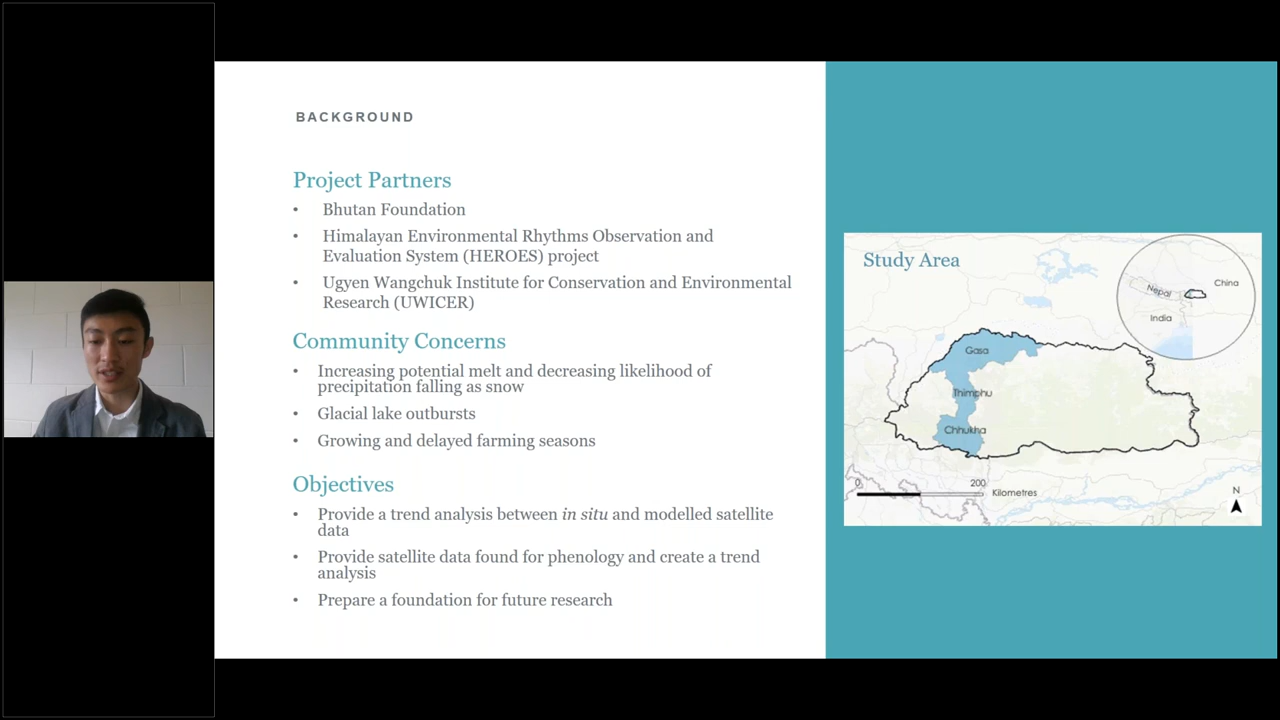 BACKGROUND
Project Partners
• Bhutan Foundation
• Himalayan Environmental Rhythms Observation and
Evaluation System (HEROES) project
• Ugyen Wangchuk Institute for Conservation and Environmental
Research (UWICER)
Community Concerns
• Increasing potential melt and decreasing likelihood of
precipitation falling as snow
• Glacial lake outbursts
• Growing and delayed farming seasons
Objectives
• Provide a trend analysis between in situ and modelled satellite
data
• Provide satellite data found for phenology and create a trend
analysis
• Prepare a foundation for future research
Study Area
China
Nepal
India
Gasa
Thimphu
Chhukha
0 200
Kilometres
N